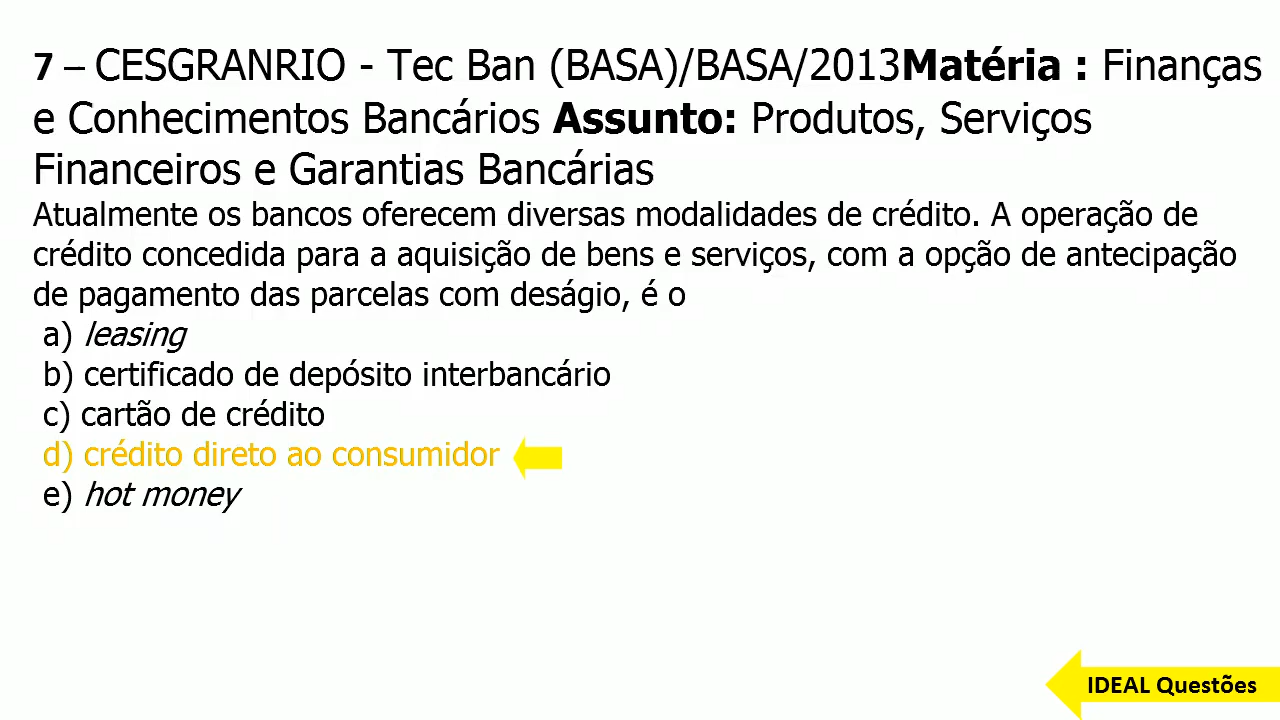 7 – CESGRANRIO - Tec Ban (BASA)/BASA/2013Matéria : Finanças
e Conhecimentos Bancários Assunto: Produtos, Serviços
Financeiros e Garantias Bancárias
Atualmente os bancos oferecem diversas modalidades de crédito. A operação de
crédito concedida para a aquisição de bens e serviços, com a opção de antecipação
de pagamento das parcelas com deságio, é o
a) leasing
b) certificado de depósito interbancário
c) cartão de crédito
d) crédito direto ao consumidor
e) hot money
IDEAL Questões